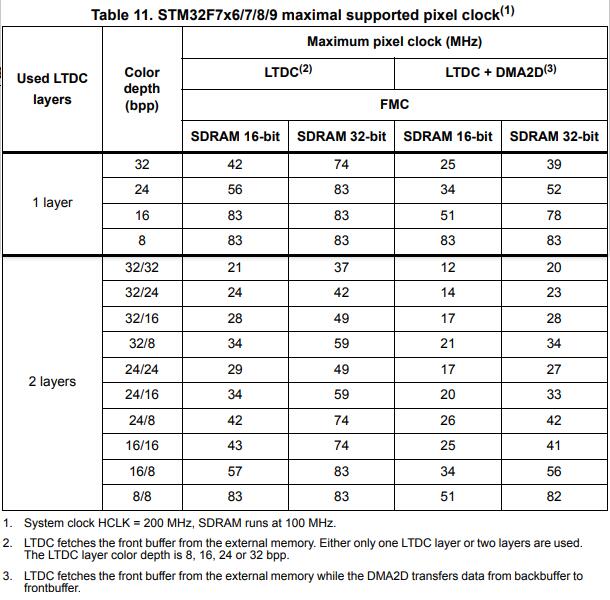 Table 11. STM32F7x6/7/8/9 maximal supported pixel clock(1)
Used LTDC layers
Color depth (bpp)
Maximum pixel clock (MHz)
LTDC(2) LTDC + DMA2D(3)
FMC
SDRAM 16-bit SDRAM 32-bit SDRAM 16-bit SDRAM 32-bit
1 layer
32 42 74 25 39
24 56 83 34 52
16 83 83 51 78
8 83 83 83 83
2 layers
32/32 21 37 12 20
32/24 24 42 14 23
32/16 28 49 17 28
32/8 34 59 21 34
24/24 29 49 17 27
24/16 34 59 20 33
24/8 42 74 26 42
16/16 43 74 25 41
16/8 57 83 34 56
8/8 83 83 51 82
1. System clock HCLK = 200 MHz, SDRAM runs at 100 MHz.
2. LTDC fetches the front buffer from the external memory. Either only one LTDC layer or two layers are used.
The LTDC layer color depth is 8, 16, 24 or 32 bpp.
3. LTDC fetches the front buffer from the external memory while the DMA2D transfers data from backbuffer to
frontbuffer.